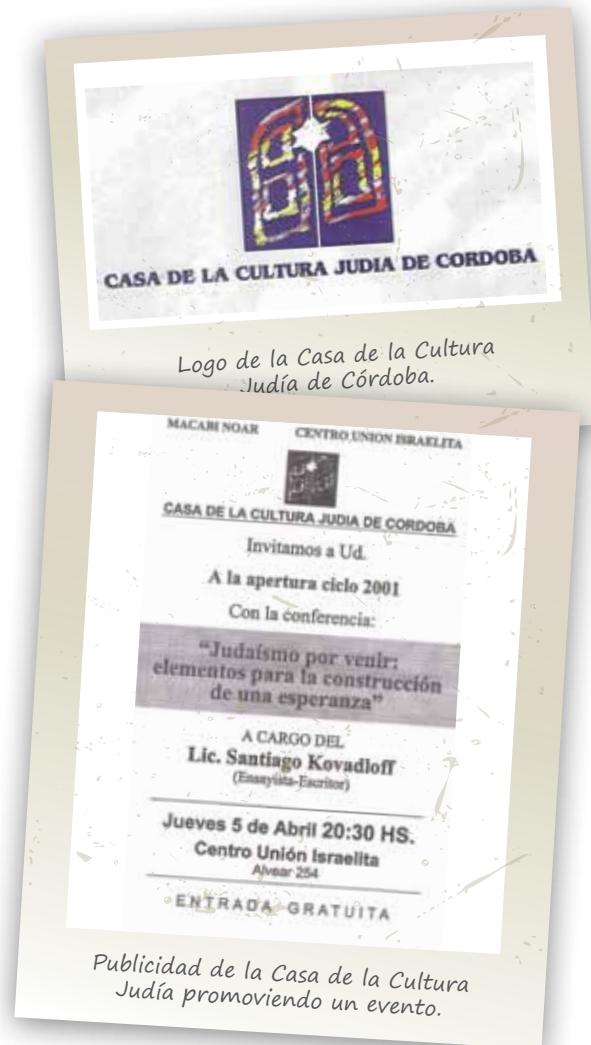 CASA DE LA CULTURA JUDIA DE CORDOBA
Logo de la Casa de la Cultura
Judía de Córdoba.
MACABI NOAR CENTRO UNION ISRAELITA
CASA DE LA CULTURA JUDIA DE CORDOBA
Invitamos a Ud.
A la apertura ciclo 2001
Con la conferencia:
“Judaísmo por venir:
elementos para la construcción
de una esperanza”
A CARGO DEL
Lic. Santiago Kovadloff
(Ensayista-Escritor)
Jueves 5 de Abril 20:30 HS.
Centro Unión Israelita
Alvear 254
ENTRADA GRATUITA
Publicidad de la Casa de la Cultura
Judía promoviendo un evento.